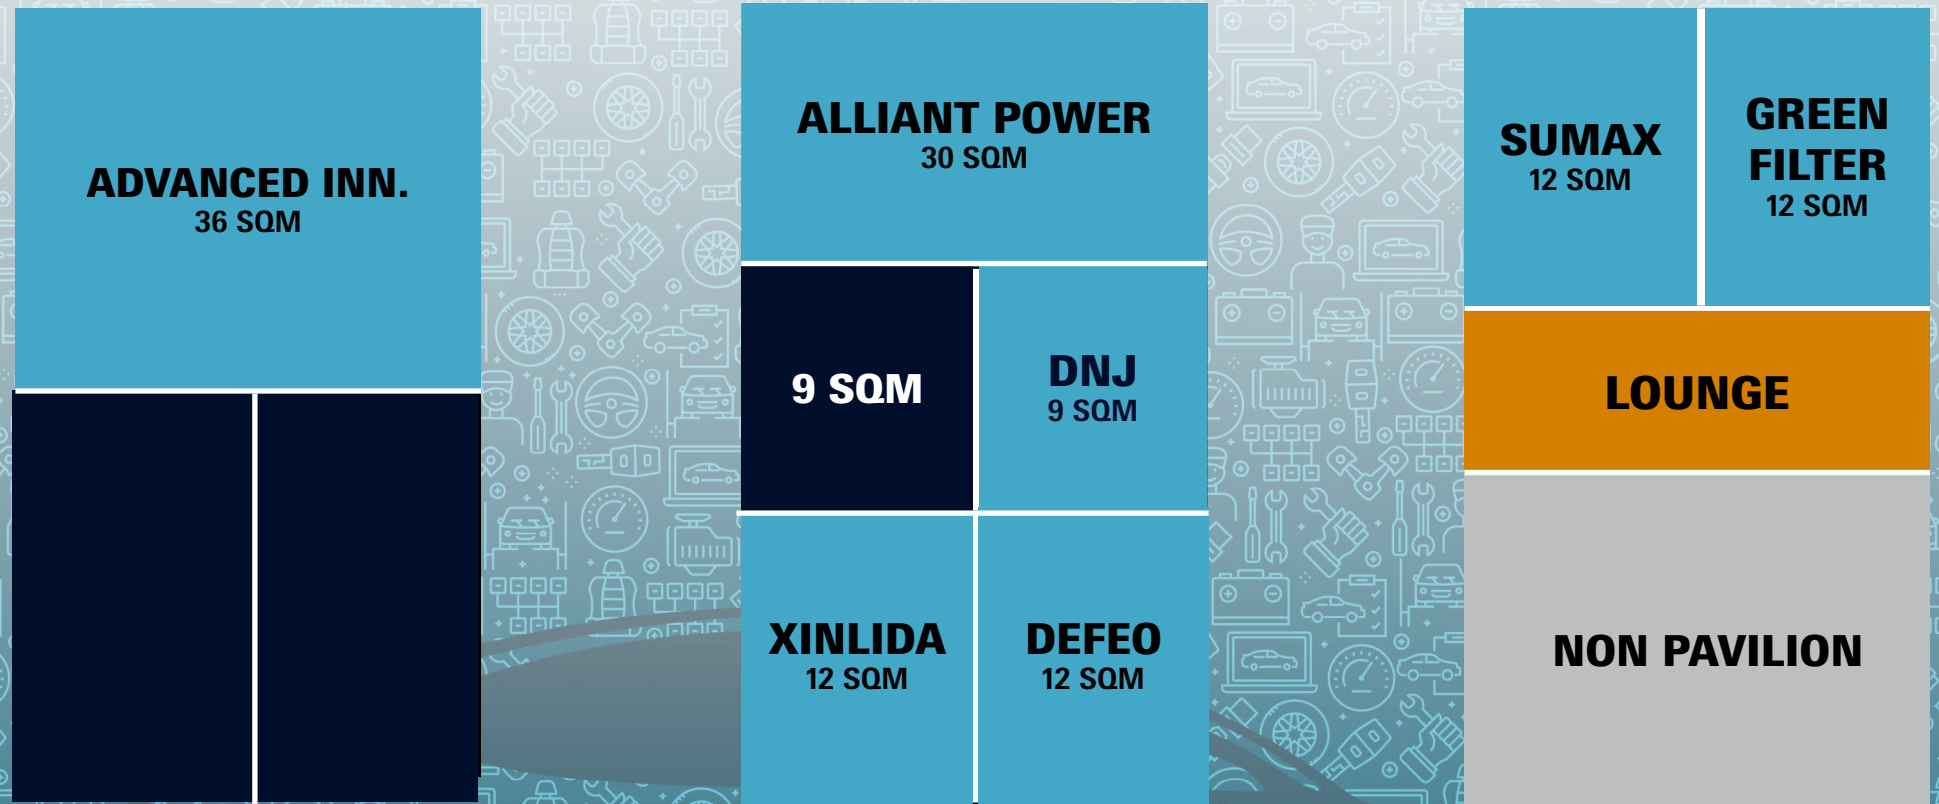 ADVANCED INN.
36 SQM
ALLIANT POWER
30 SQM
9 SQM
DNJ
9 SQM
XINLIDA
12 SQM
DEFEO
12 SQM
SUMAX
12 SQM
GREEN
FILTER
12 SQM
LOUNGE
NON PAVILION